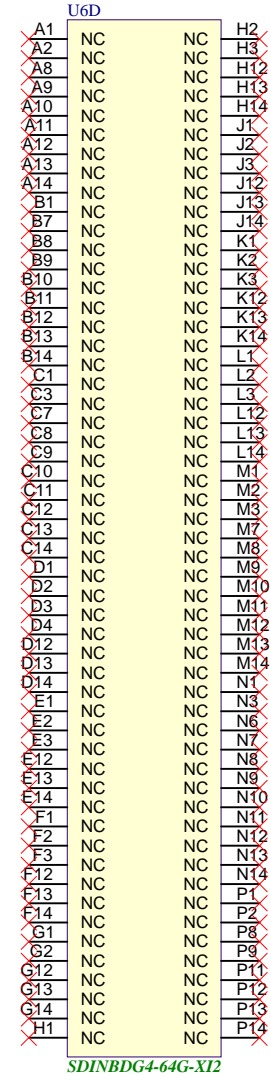 U6D
A1 NC NC H2
A2 NC NC H3
A8 NC NC H12
A9 NC NC H13
A10 NC NC H14
A11 NC NC J1
A12 NC NC J2
A13 NC NC J3
A14 NC NC J12
B1 NC NC J13
B7 NC NC J14
B8 NC NC K1
B9 NC NC K2
B10 NC NC K3
B11 NC NC K12
B12 NC NC K13
B13 NC NC K14
B14 NC NC L1
C1 NC NC L2
C3 NC NC L3
C7 NC NC L12
C8 NC NC L13
C9 NC NC L14
C10 NC NC M1
C11 NC NC M2
C12 NC NC M3
C13 NC NC M7
C14 NC NC M8
D1 NC NC M9
D2 NC NC M10
D3 NC NC M11
D4 NC NC M12
D12 NC NC M13
D13 NC NC M14
D14 NC NC N1
E1 NC NC N3
E2 NC NC N6
E3 NC NC N7
E12 NC NC N8
E13 NC NC N9
E14 NC NC N10
F1 NC NC N11
F2 NC NC N12
F3 NC NC N13
F12 NC NC N14
F13 NC NC P1
F14 NC NC P2
G1 NC NC P8
G2 NC NC P9
G12 NC NC P11
G13 NC NC P12
G14 NC NC P13
H1 NC NC P14
SDINBDG4-64G-XI2